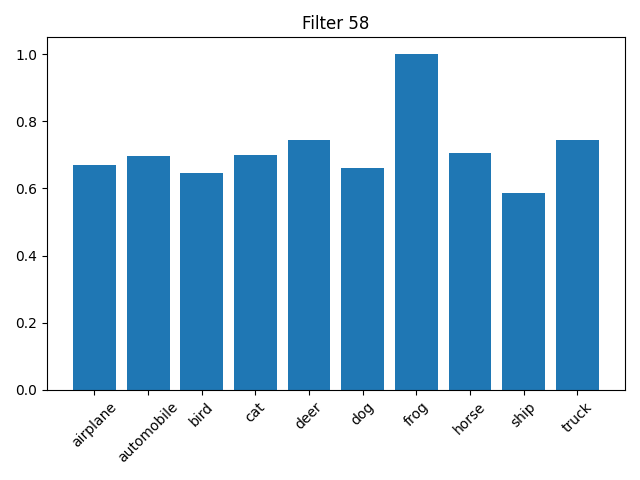 Filter 58
1.0
0.8
0.6
0.4
0.2
0.0
airplane
automobile
bird
cat
deer
dog
frog
horse
ship
truck